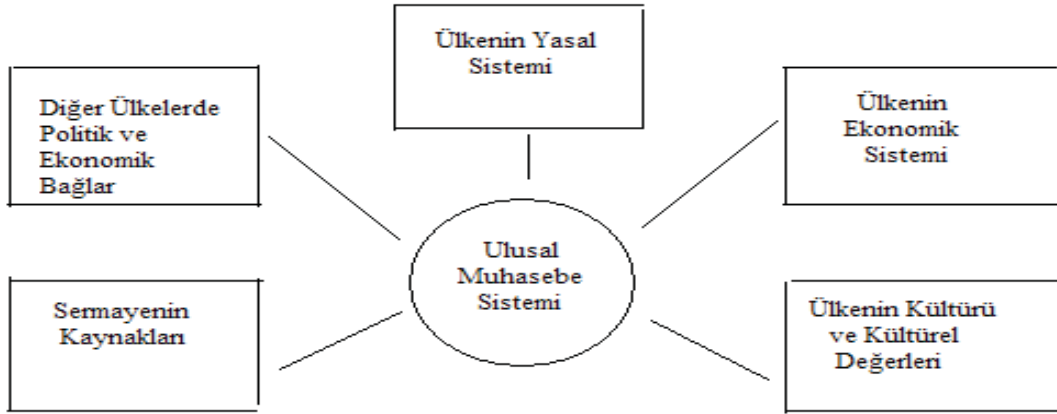 Ülkenin Yasal
Sistemi
Diğer Ülkelerde
Politik ve
Ekonomik
Bağlar
Ülkenin
Ekonomik
Sistemi
Ulusal
Muhasebe
Sistemi
Sermayenin
Kaynakları
Ülkenin Kültürü
ve Kültürel
Değerleri